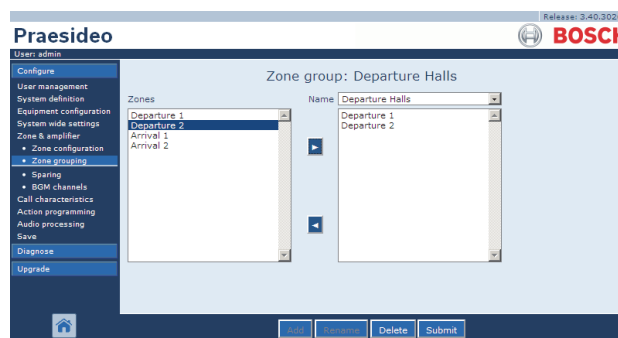 Release: 3.40.302
Praesideo
BOSCH
User: admin
Configure
User management
System definition
Equipment configuration
System wide settings
Zone & amplifier
• Zone configuration
• Zone grouping
• Sparing
• BGM channels
Call characteristics
Action programming
Audio processing
Save
Diagnose
Upgrade
Zone group: Departure Halls
Zones
Departure 1
Departure 2
Arrival 1
Arrival 2
Name Departure Halls
Departure 1
Departure 2
Add Rename Delete Submit